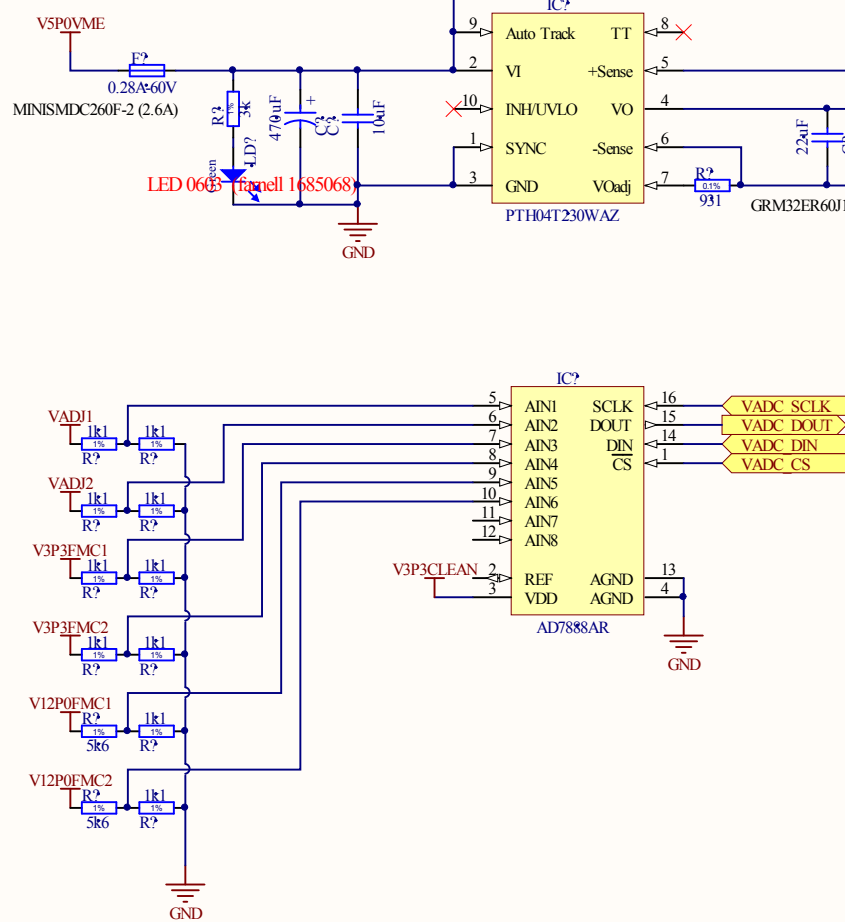 IC?
V5P0VME
9 Auto Track TT 8
F?
2 VI +Sense 5
0.28A-60V
MINISMDC260F-2 (2.6A)
R? 1% 3k
470uF + C?
C? 10uF
10 INH/UVLO VO 4
22uF
1 SYNC -Sense 6
LD?
LED 0603 (farnell 1685068)
3 GND VOadj 7
R?
0.1%
931
GRM32ER60J1
PTH04T230WAZ
GND
IC?
5 AIN1 SCLK 16 VADC_SCLK
6 AIN2 DOUT 15 VADC_DOUT
7 AIN3 DIN 14 VADC_DIN
8 AIN4 CS 1 VADC_CS
9 AIN5
10 AIN6
11 AIN7
12 AIN8
V3P3CLEAN 2 REF AGND 13
3 VDD AGND 4
AD7888AR
GND
VADJ1
1k1 1k1
1% 1%
R? R?
VADJ2
1k1 1k1
1% 1%
R? R?
V3P3FMC1
1k1 1k1
1% 1%
R? R?
V3P3FMC2
1k1 1k1
1% 1%
R? R?
V12P0FMC1
R? 1k1
1% 1%
5k6 R?
V12P0FMC2
R? 1k1
1% 1%
5k6 R?
GND